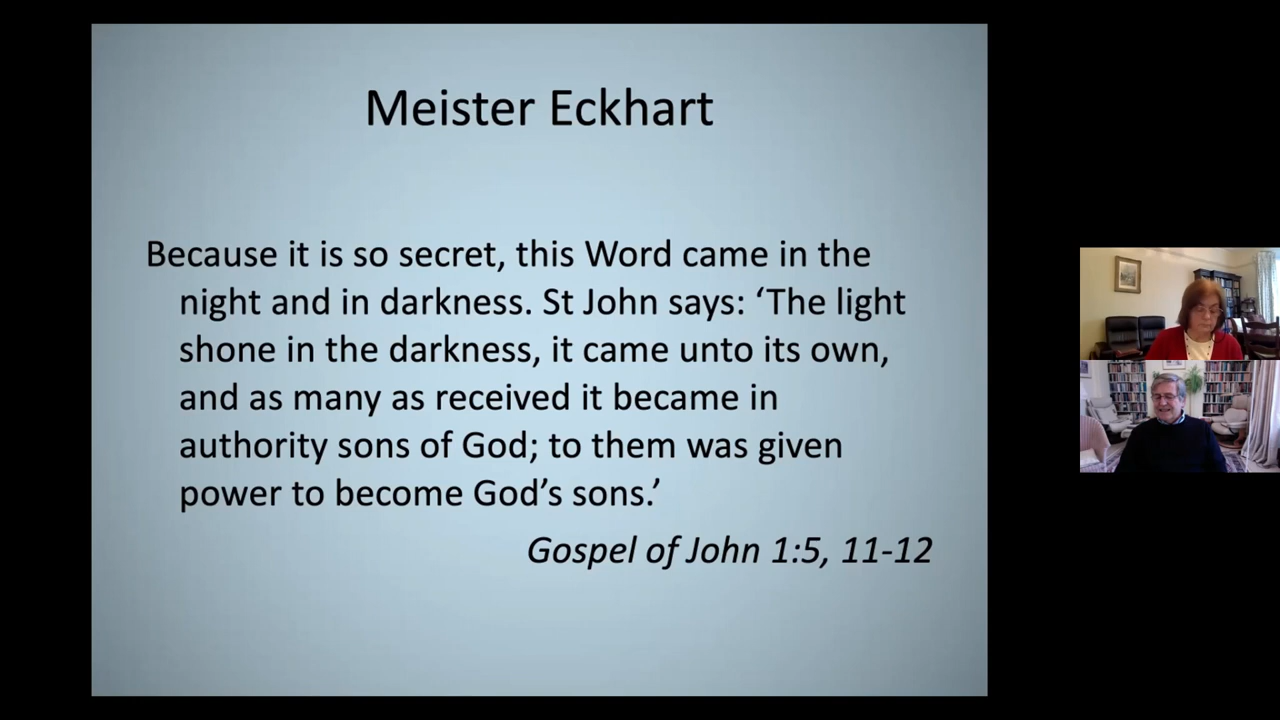 Meister Eckhart
Because it is so secret, this Word came in the
night and in darkness. St John says: ‘The light
shone in the darkness, it came unto its own,
and as many as received it became in
authority sons of God; to them was given
power to become God’s sons.’
Gospel of John 1:5, 11-12